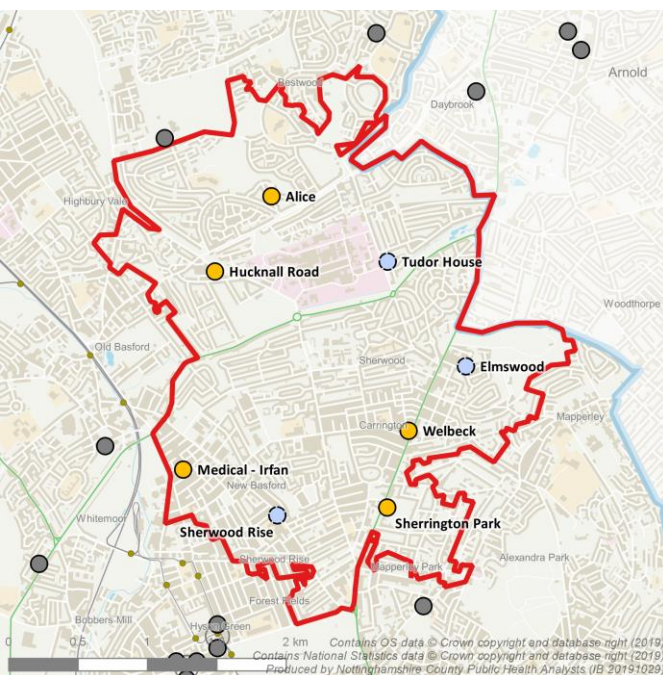 Bestwood
Arnold
Daybrook
Alice
Highbury Vale
Tudor House
Hucknall Road
Woodthorpe
Old Basford
Sherwood
Elmswood
Mapperley
Carrington
Welbeck
Medical - Irfan
New Basford
Whitemoor
Sherrington Park
Sherwood Rise
Sherwood Rise
Alexandra Park
Mapperley Park
Forest Fields
Bobbers Mill
Hyson Green
0 0.5 1 2 km
Contains OS data © Crown copyright and database right (2019)
Contains National Statistics data © Crown copyright and database right (2019)
Produced by Nottinghamshire County Public Health Analysts (IB 20191029)